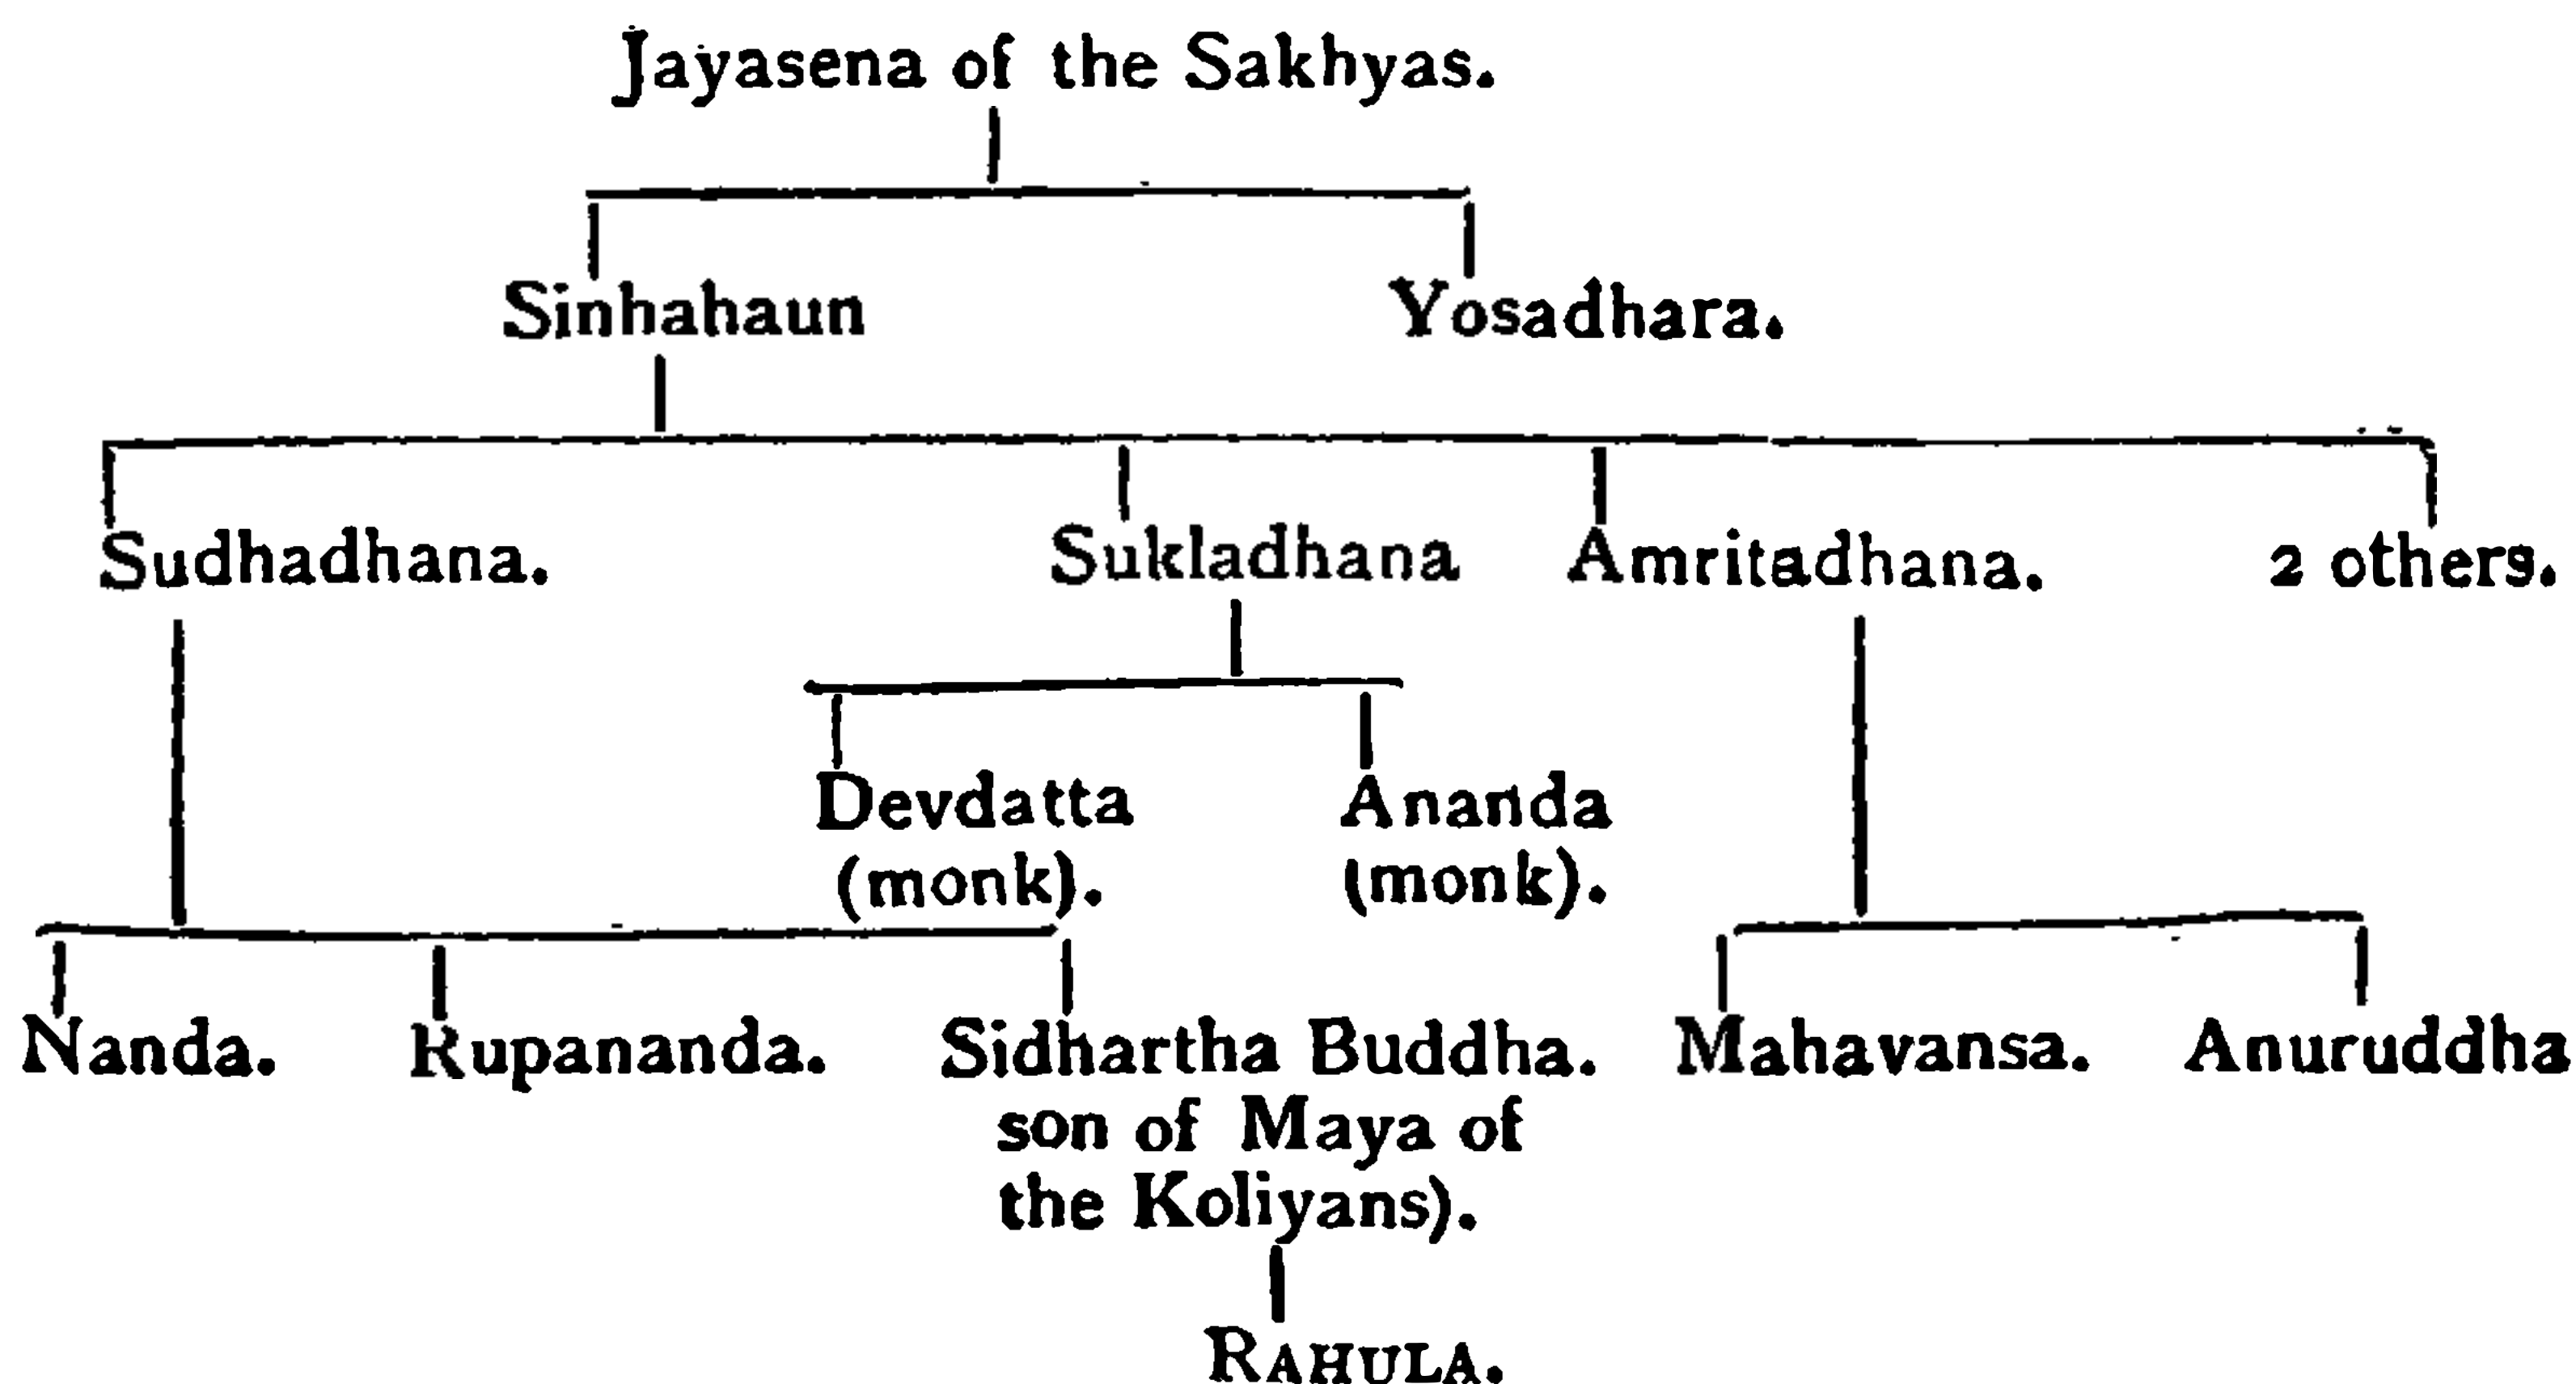 Jayasena of the Sakhyas.
Sinhahaun Yosadhara.
Sudhadhana. Sukladhana Amritadhana. 2 others.
Devdatta Ananda
(monk). (monk).
Nanda. Rupananda. Sidhartha Buddha. Mahavansa. Anuruddha
son of Maya of
the Koliyans).
RAHULA.